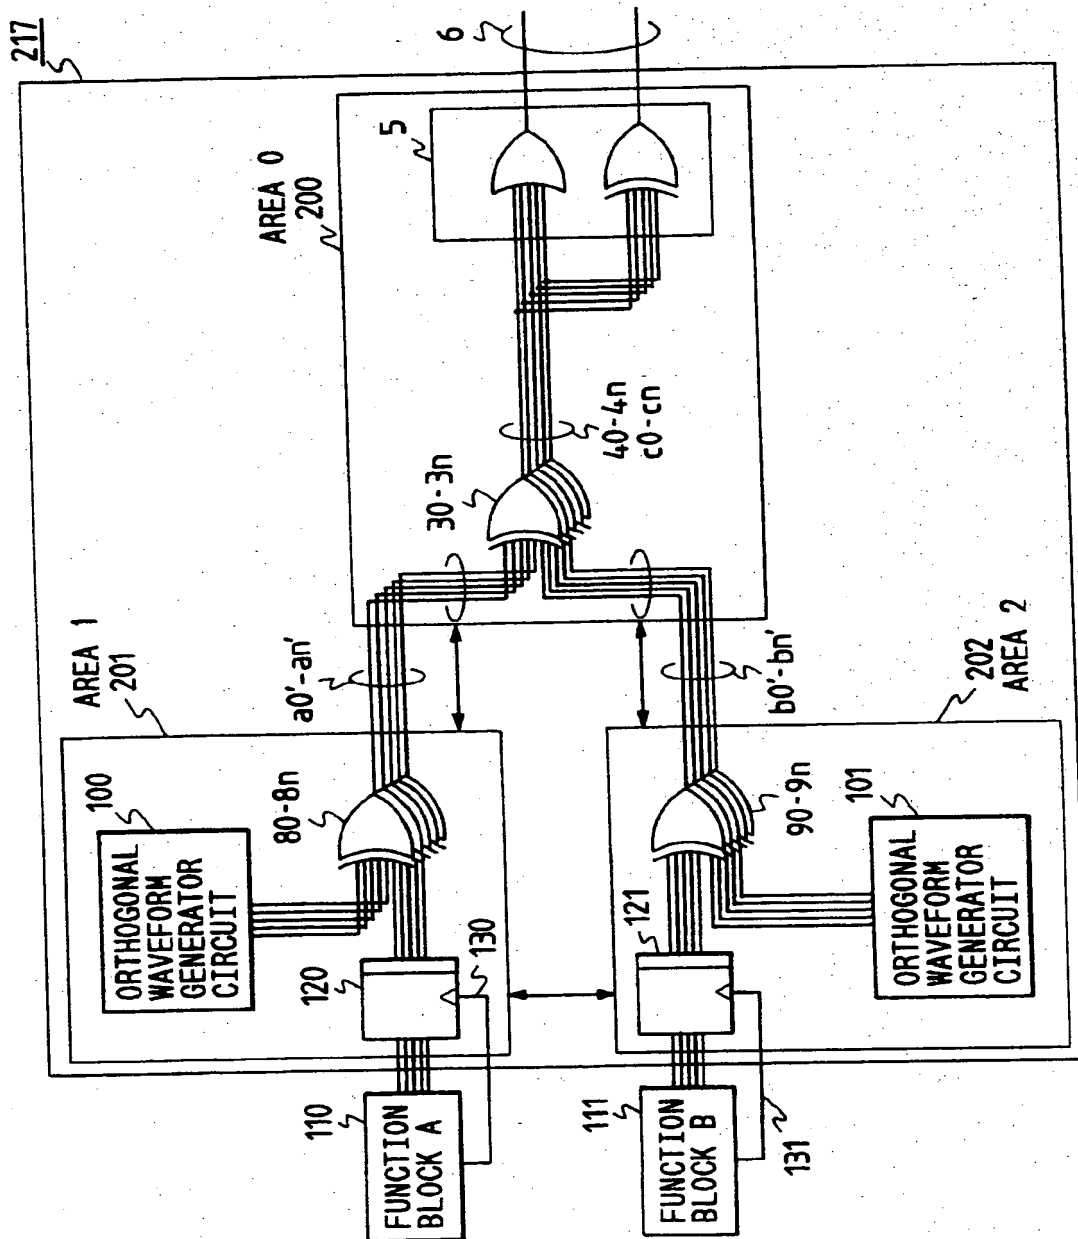 217
AREA 0
200
5
6
30-3n
40-4n
c0-cn
AREA 1
201
a0'-an'
b0'-bn'
202
AREA 2
100
ORTHOGONAL
WAVEFORM
GENERATOR
CIRCUIT
80-8n
120
130
121
90-9n
101
ORTHOGONAL
WAVEFORM
GENERATOR
CIRCUIT
110
FUNCTION
BLOCK A
111
FUNCTION
BLOCK B
131